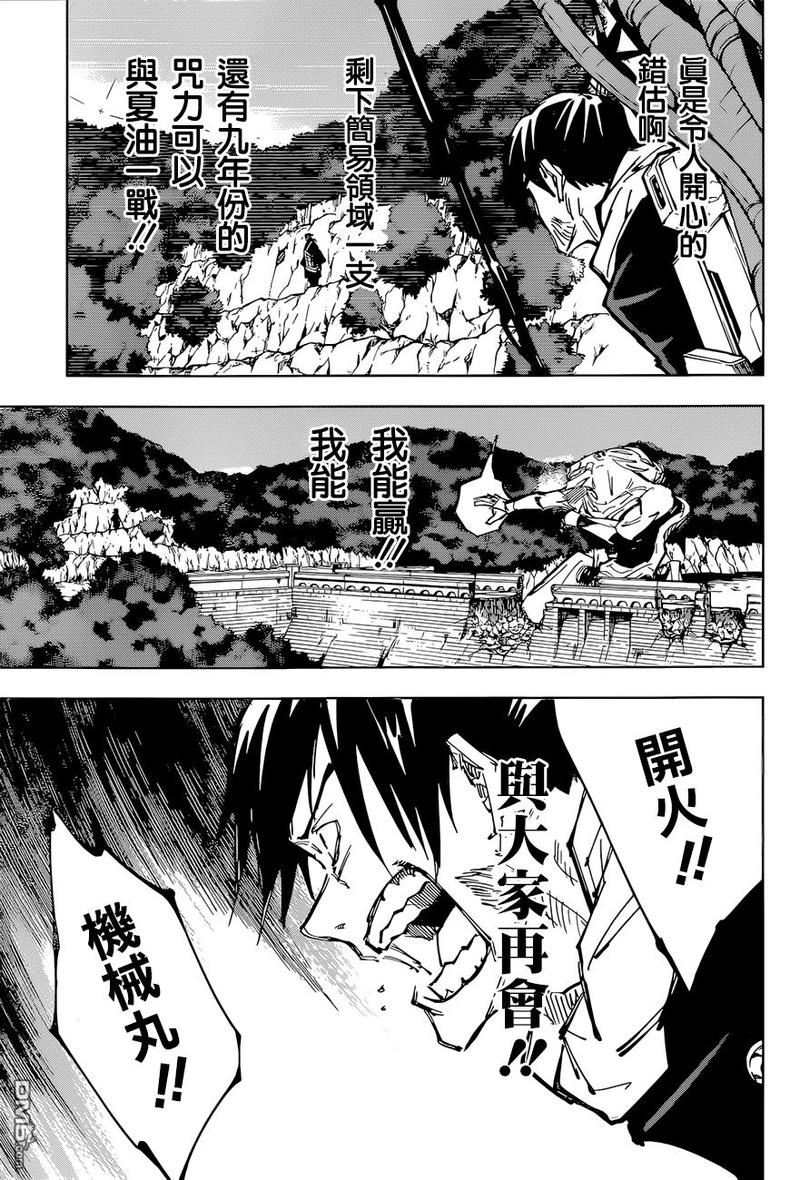 真是令人開心的
錯估啊
剩下簡易領域一支
還有九年份的
咒力可以
與夏油一戰!!
我能贏!!
我能
開火!!
與大家再會!!
機械丸!!
DM5.com